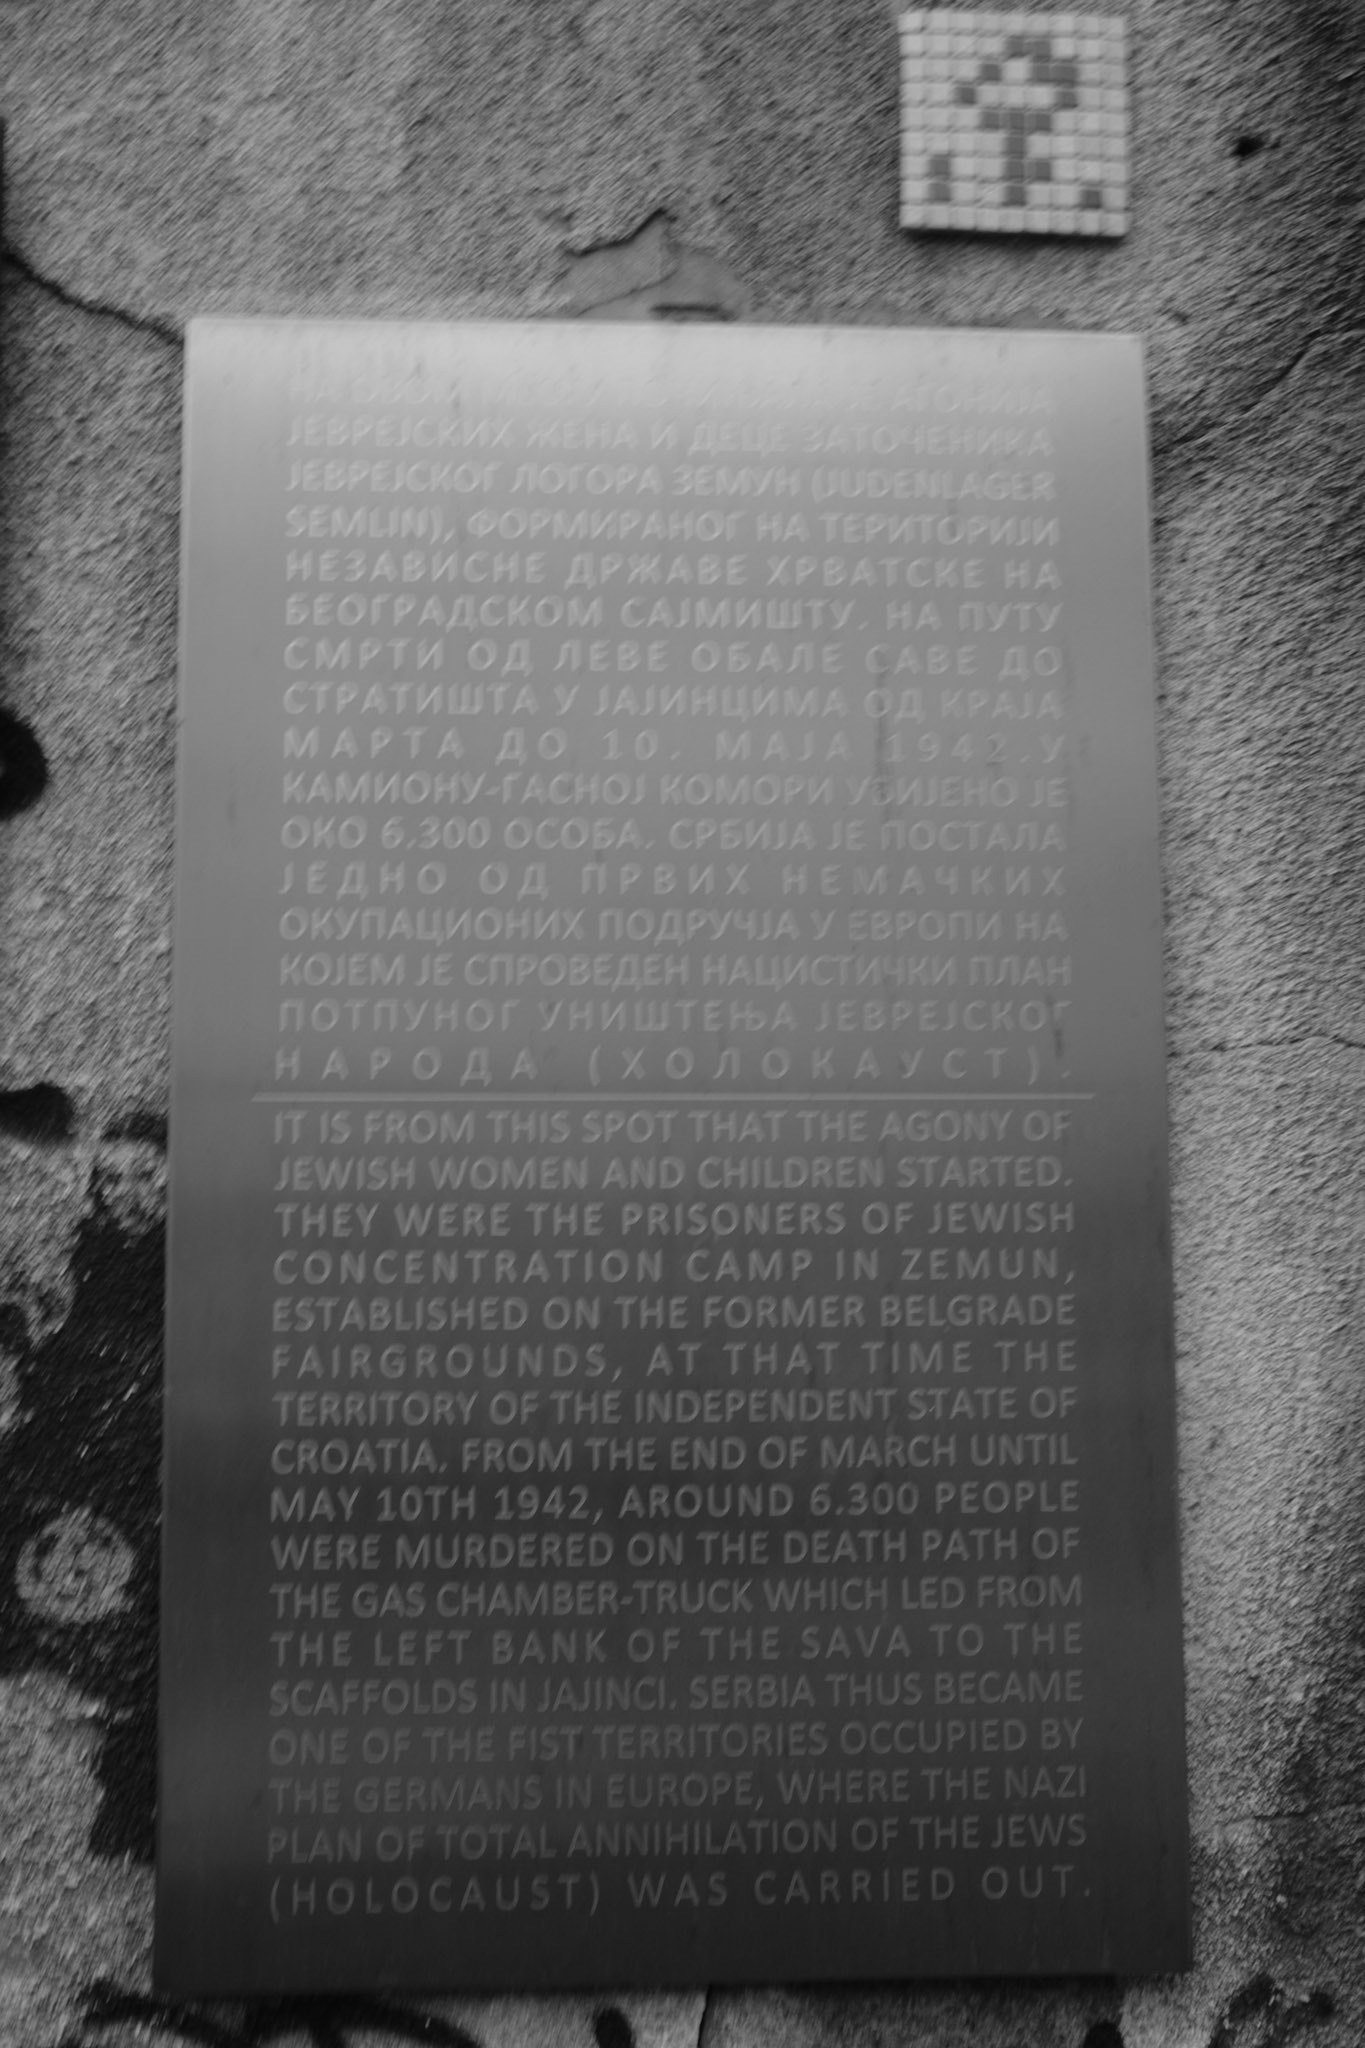 НА ОВОМ МЕСТУ АГОНИЈА
ЈЕВРЕЈСКИХ ЖЕНА И ДЕЦЕ ЗАТОЧЕНИКА
ЈЕВРЕЈСКОГ ЛОГОРА ЗЕМУН (JUDENLAGER
SEMLIN), ФОРМИРАНОГ НА ТЕРИТОРИЈИ
НЕЗАВИСНЕ ДРЖАВЕ ХРВАТСКЕ НА
БЕОГРАДСКОМ САЈМИШТУ. НА ПУТУ
СМРТИ ОД ЛЕВЕ ОБАЛЕ САВЕ ДО
СТРАТИШТА У ЈАЈИНЦИМА ОД КРАЈА
МАРТА ДО 10. МАЈА 1942.У
КАМИОНУ-ГАСНОЈ КОМОРИ УБИЈЕНО ЈЕ
ОКО 6.300 ОСОБА. СРБИЈА ЈЕ ПОСТАЛА
ЈЕДНО ОД ПРВИХ НЕМАЧКИХ
ОКУПАЦИОНИХ ПОДРУЧЈА У ЕВРОПИ НА
КОЈЕМ ЈЕ СПРОВЕДЕН НАЦИСТИЧКИ ПЛАН
ПОТПУНОГ УНИШТЕЊА ЈЕВРЕЈСКОГ
НАРОДА (ХОЛОКАУСТ).
IT IS FROM THIS SPOT THAT THE AGONY OF
JEWISH WOMEN AND CHILDREN STARTED.
THEY WERE THE PRISONERS OF JEWISH
CONCENTRATION CAMP IN ZEMUN,
ESTABLISHED ON THE FORMER BELGRADE
FAIRGROUNDS, AT THAT TIME THE
TERRITORY OF THE INDEPENDENT STATE OF
CROATIA. FROM THE END OF MARCH UNTIL
MAY 10TH 1942, AROUND 6.300 PEOPLE
WERE MURDERED ON THE DEATH PATH OF
THE GAS CHAMBER-TRUCK WHICH LED FROM
THE LEFT BANK OF THE SAVA TO THE
SCAFFOLDS IN JAJINCI. SERBIA THUS BECAME
ONE OF THE FIST TERRITORIES OCCUPIED BY
THE GERMANS IN EUROPE, WHERE THE NAZI
PLAN OF TOTAL ANNIHILATION OF THE JEWS
(HOLOCAUST) WAS CARRIED OUT.